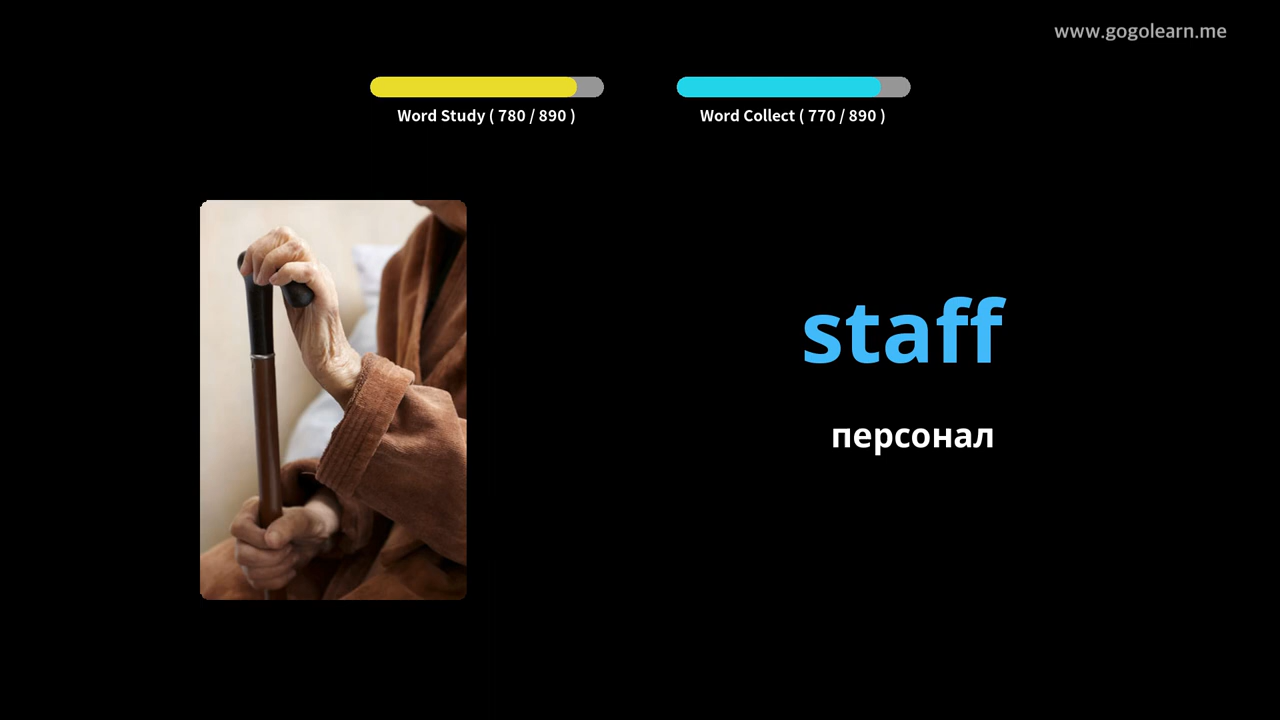 www.gogolearn.me
Word Study ( 780 / 890 )
Word Collect ( 770 / 890 )
staff
персонал